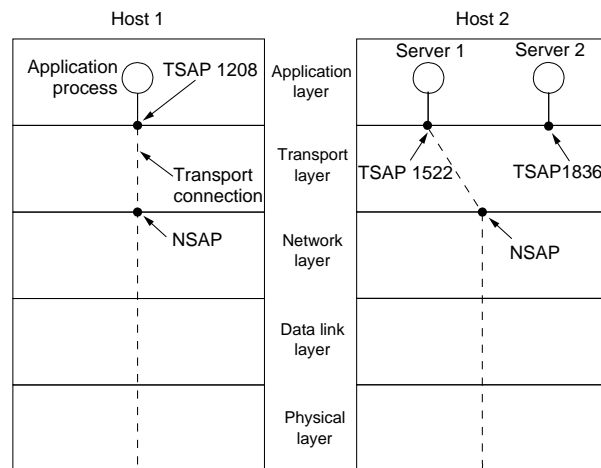 Host 1
Host 2
Application
process
TSAP 1208
Application
layer
Server 1
Server 2
Transport
connection
Transport
layer
TSAP 1522
TSAP1836
NSAP
Network
layer
NSAP
Data link
layer
Physical
layer